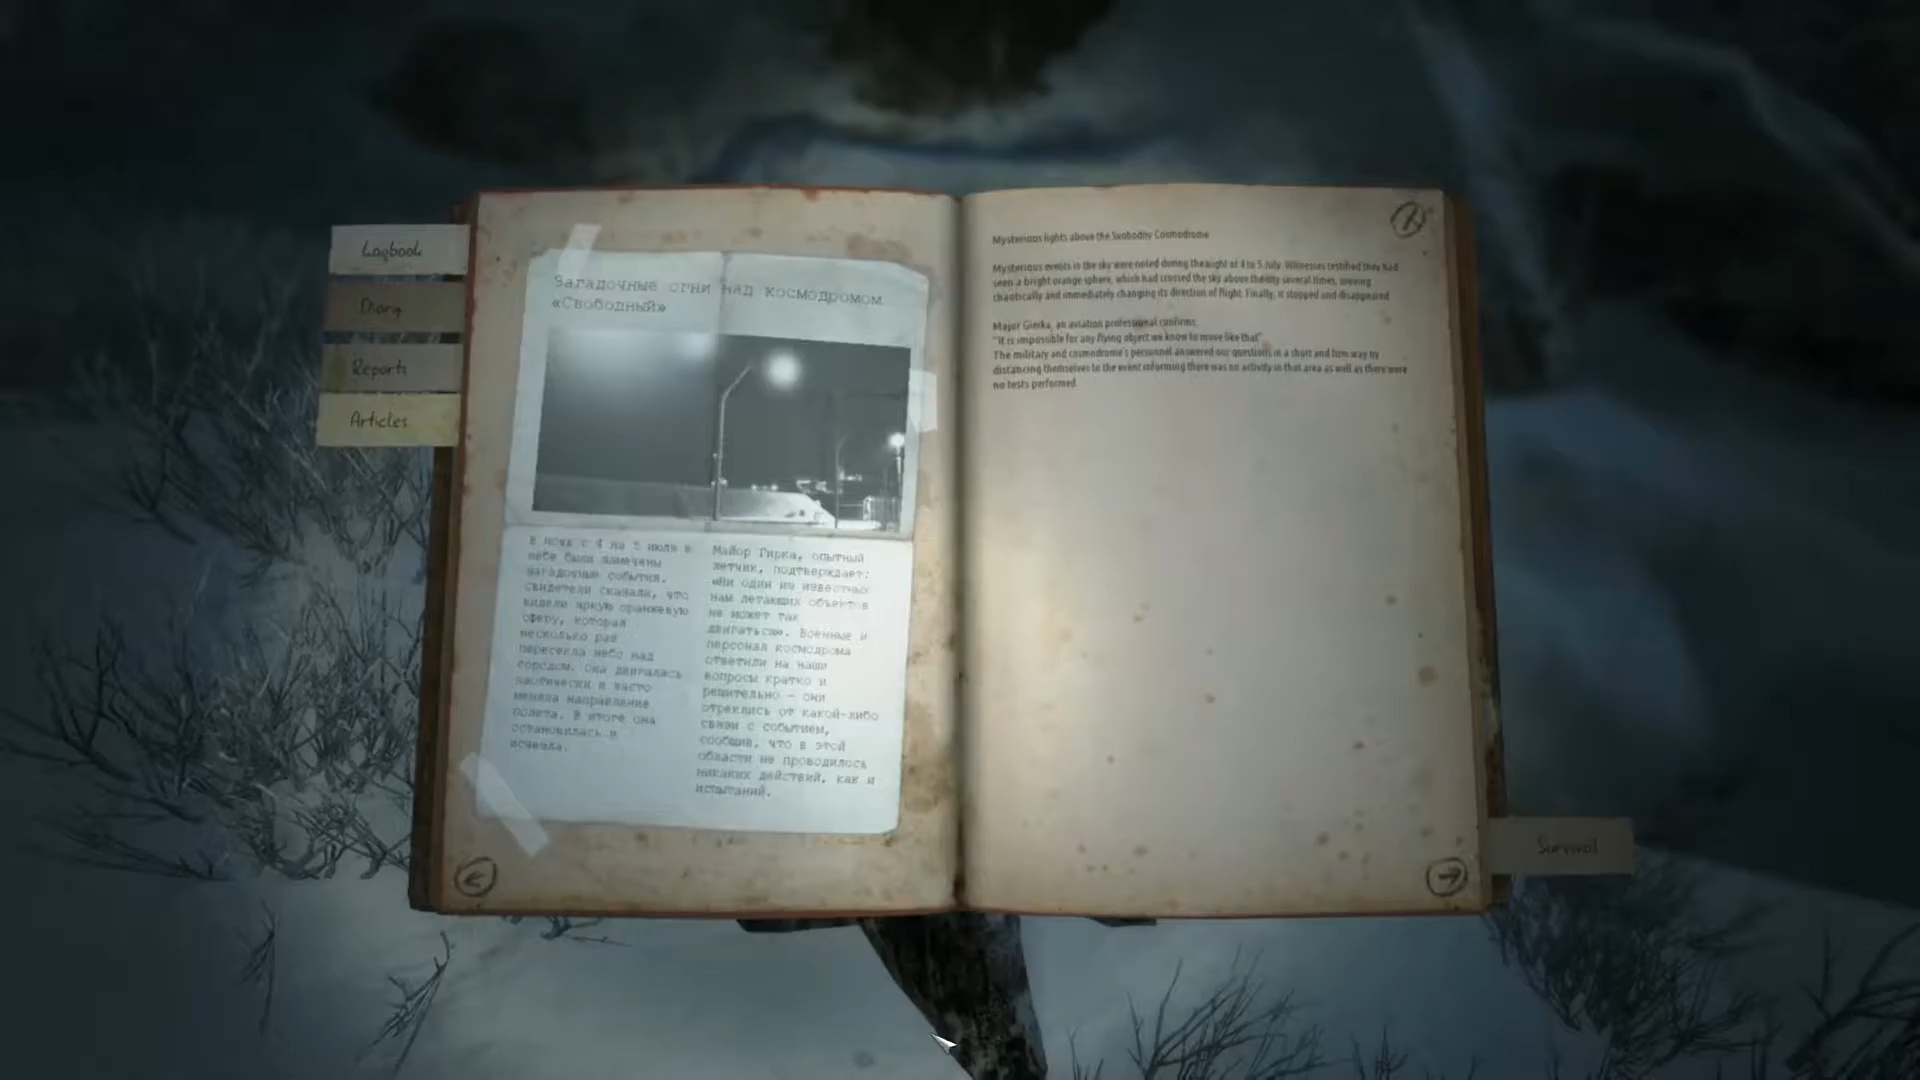 Logbook
Diary
Reports
Articles
Загадочные огни над космодромом
«Свободный»
В ночь с 4 на 5 июля в
небе были замечены
загадочные события.
Свидетели сказали, что
видели яркую оранжевую
сферу, которая
несколько раз
пересекла небо над
городом. Она двигалась
хаотически и часто
меняла направление
полета. В итоге она
остановилась и
исчезла.
Майор Гирка, опытный
летчик, подтверждает:
«Ни один из известных
нам летающих объектов
не может так
двигаться». Военные и
персонал космодрома
ответили на наши
вопросы кратко и
решительно — они
отреклись от какой-либо
связи с событием,
сообщив, что в этой
области не проводилось
никаких действий, как и
испытаний.
Mysterious lights above the Svobodny Cosmodrome
Mysterious events in the sky were noted during the night of 4 to 5 July. Witnesses testified they had
seen a bright orange sphere, which had crossed the sky above the city several times, moving
chaotically and immediately changing its direction of flight. Finally, it stopped and disappeared
Major Gierka, an aviation professional confirms:
"It is impossible for any flying object we know to move like that"
The military and cosmodrome's personnel answered our questions in a short and firm way by
distancing themselves to the event informing there was no activity in that area as well as there were
no tests performed.
Survival